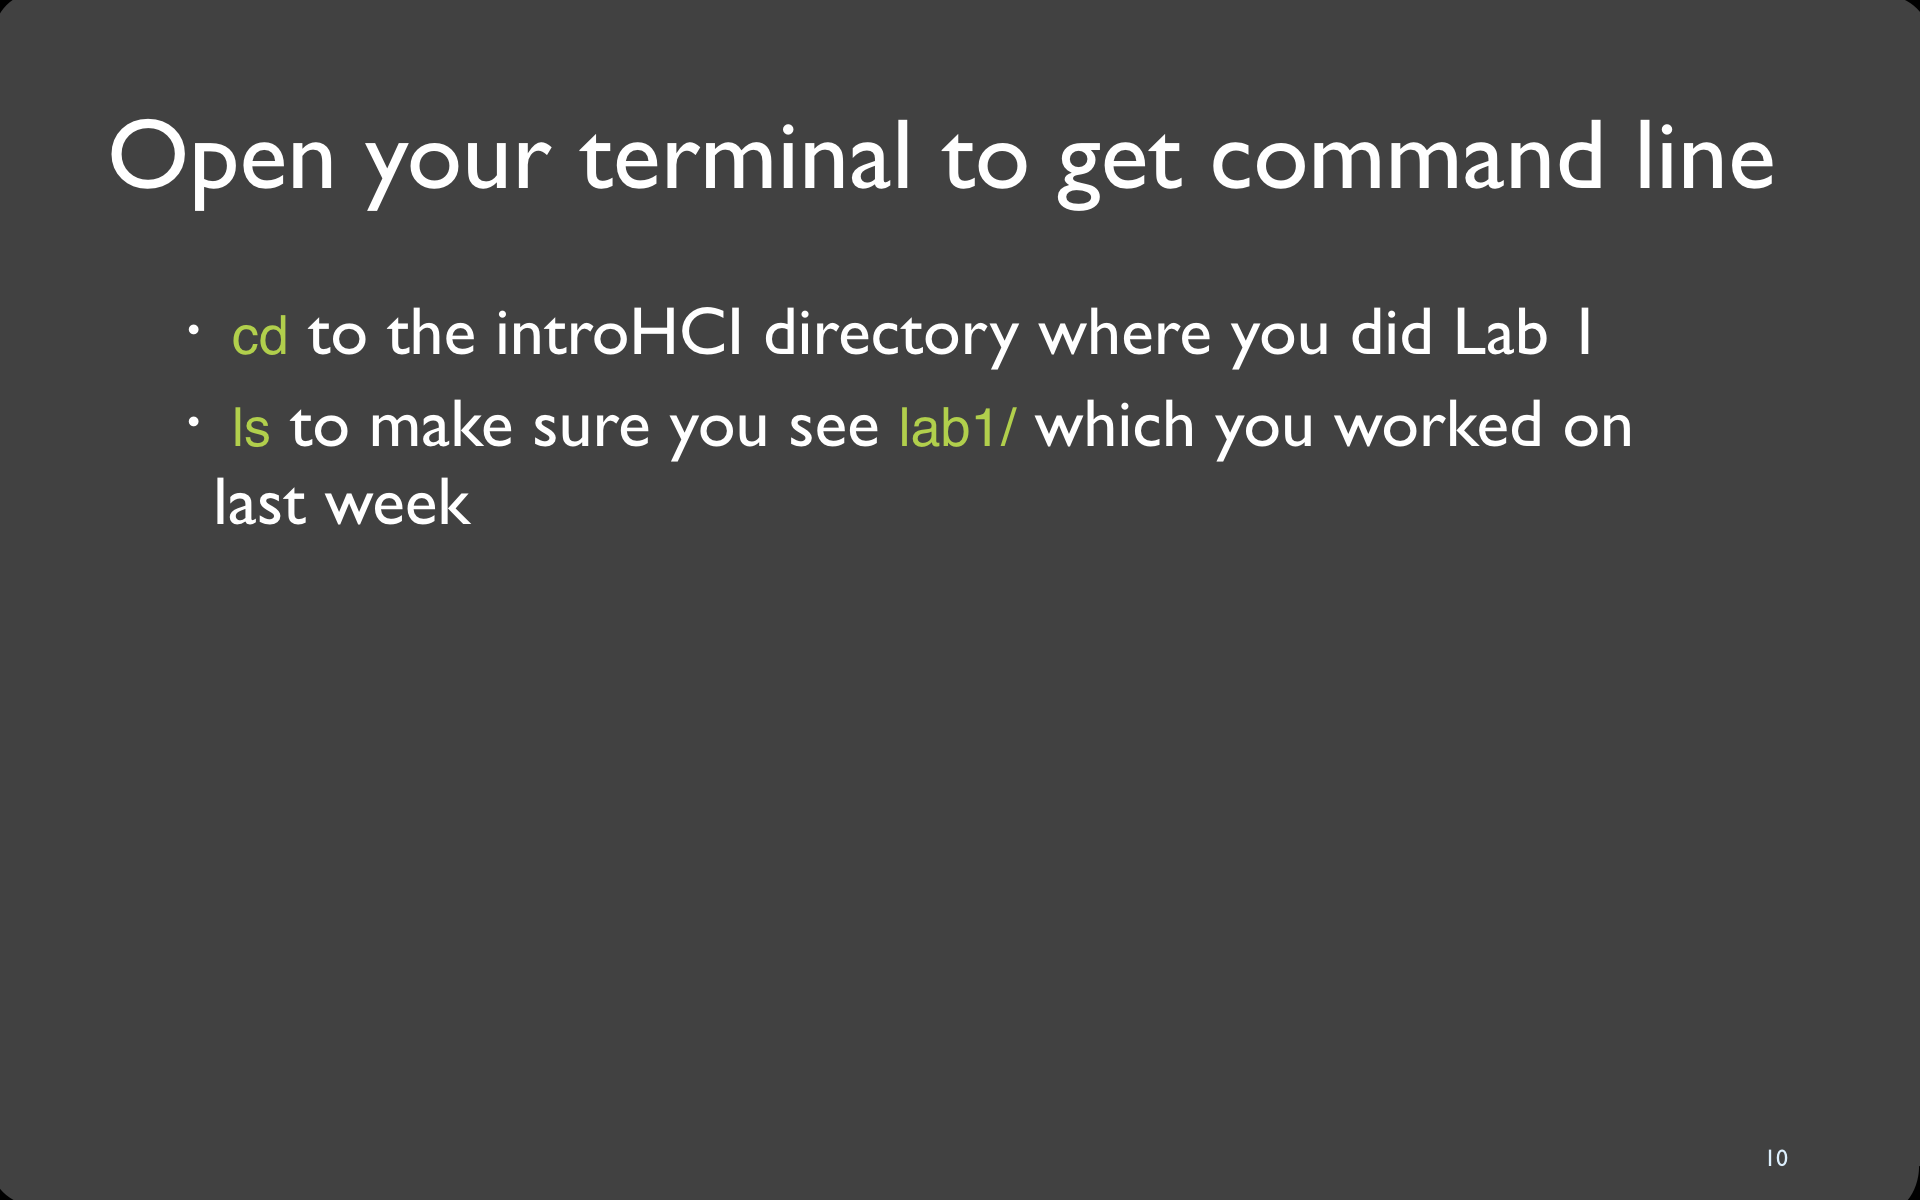 Open your terminal to get command line
· cd to the introHCI directory where you did Lab 1
· ls to make sure you see lab1/ which you worked on
last week
10